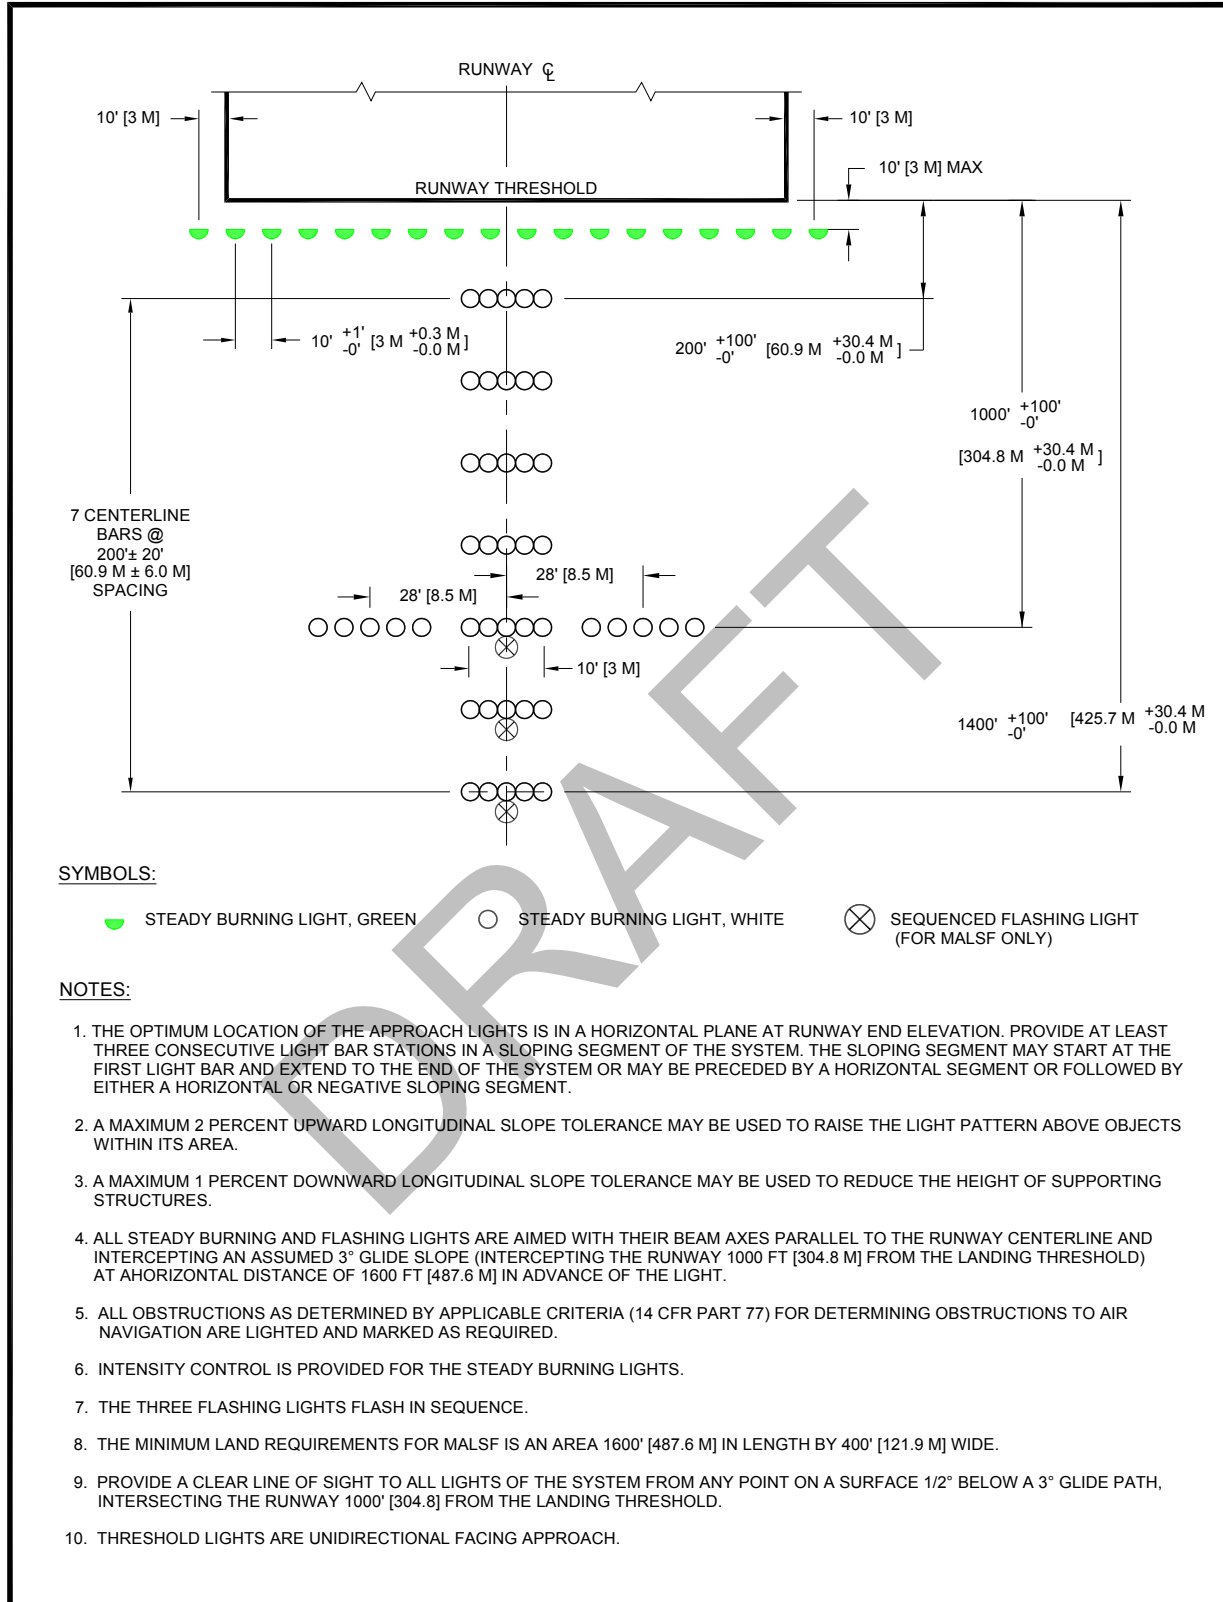 RUNWAY ℄
10' [3 M]
10' [3 M]
10' [3 M] MAX
RUNWAY THRESHOLD
10' +1' -0' [3 M +0.3 M -0.0 M ]
200' +100' -0' [60.9 M +30.4 M -0.0 M ]
1000' +100' -0'
[304.8 M +30.4 M -0.0 M ]
7 CENTERLINE
BARS @
200'± 20'
[60.9 M ± 6.0 M]
SPACING
28' [8.5 M]
28' [8.5 M]
10' [3 M]
1400' +100' -0' [425.7 M +30.4 M -0.0 M
DRAFT
SYMBOLS:
STEADY BURNING LIGHT, GREEN
STEADY BURNING LIGHT, WHITE
SEQUENCED FLASHING LIGHT
(FOR MALSF ONLY)
NOTES:
1. THE OPTIMUM LOCATION OF THE APPROACH LIGHTS IS IN A HORIZONTAL PLANE AT RUNWAY END ELEVATION. PROVIDE AT LEAST
THREE CONSECUTIVE LIGHT BAR STATIONS IN A SLOPING SEGMENT OF THE SYSTEM. THE SLOPING SEGMENT MAY START AT THE
FIRST LIGHT BAR AND EXTEND TO THE END OF THE SYSTEM OR MAY BE PRECEDED BY A HORIZONTAL SEGMENT OR FOLLOWED BY
EITHER A HORIZONTAL OR NEGATIVE SLOPING SEGMENT.
2. A MAXIMUM 2 PERCENT UPWARD LONGITUDINAL SLOPE TOLERANCE MAY BE USED TO RAISE THE LIGHT PATTERN ABOVE OBJECTS
WITHIN ITS AREA.
3. A MAXIMUM 1 PERCENT DOWNWARD LONGITUDINAL SLOPE TOLERANCE MAY BE USED TO REDUCE THE HEIGHT OF SUPPORTING
STRUCTURES.
4. ALL STEADY BURNING AND FLASHING LIGHTS ARE AIMED WITH THEIR BEAM AXES PARALLEL TO THE RUNWAY CENTERLINE AND
INTERCEPTING AN ASSUMED 3° GLIDE SLOPE (INTERCEPTING THE RUNWAY 1000 FT [304.8 M] FROM THE LANDING THRESHOLD)
AT AHORIZONTAL DISTANCE OF 1600 FT [487.6 M] IN ADVANCE OF THE LIGHT.
5. ALL OBSTRUCTIONS AS DETERMINED BY APPLICABLE CRITERIA (14 CFR PART 77) FOR DETERMINING OBSTRUCTIONS TO AIR
NAVIGATION ARE LIGHTED AND MARKED AS REQUIRED.
6. INTENSITY CONTROL IS PROVIDED FOR THE STEADY BURNING LIGHTS.
7. THE THREE FLASHING LIGHTS FLASH IN SEQUENCE.
8. THE MINIMUM LAND REQUIREMENTS FOR MALSF IS AN AREA 1600' [487.6 M] IN LENGTH BY 400' [121.9 M] WIDE.
9. PROVIDE A CLEAR LINE OF SIGHT TO ALL LIGHTS OF THE SYSTEM FROM ANY POINT ON A SURFACE 1/2° BELOW A 3° GLIDE PATH,
INTERSECTING THE RUNWAY 1000' [304.8] FROM THE LANDING THRESHOLD.
10. THRESHOLD LIGHTS ARE UNIDIRECTIONAL FACING APPROACH.